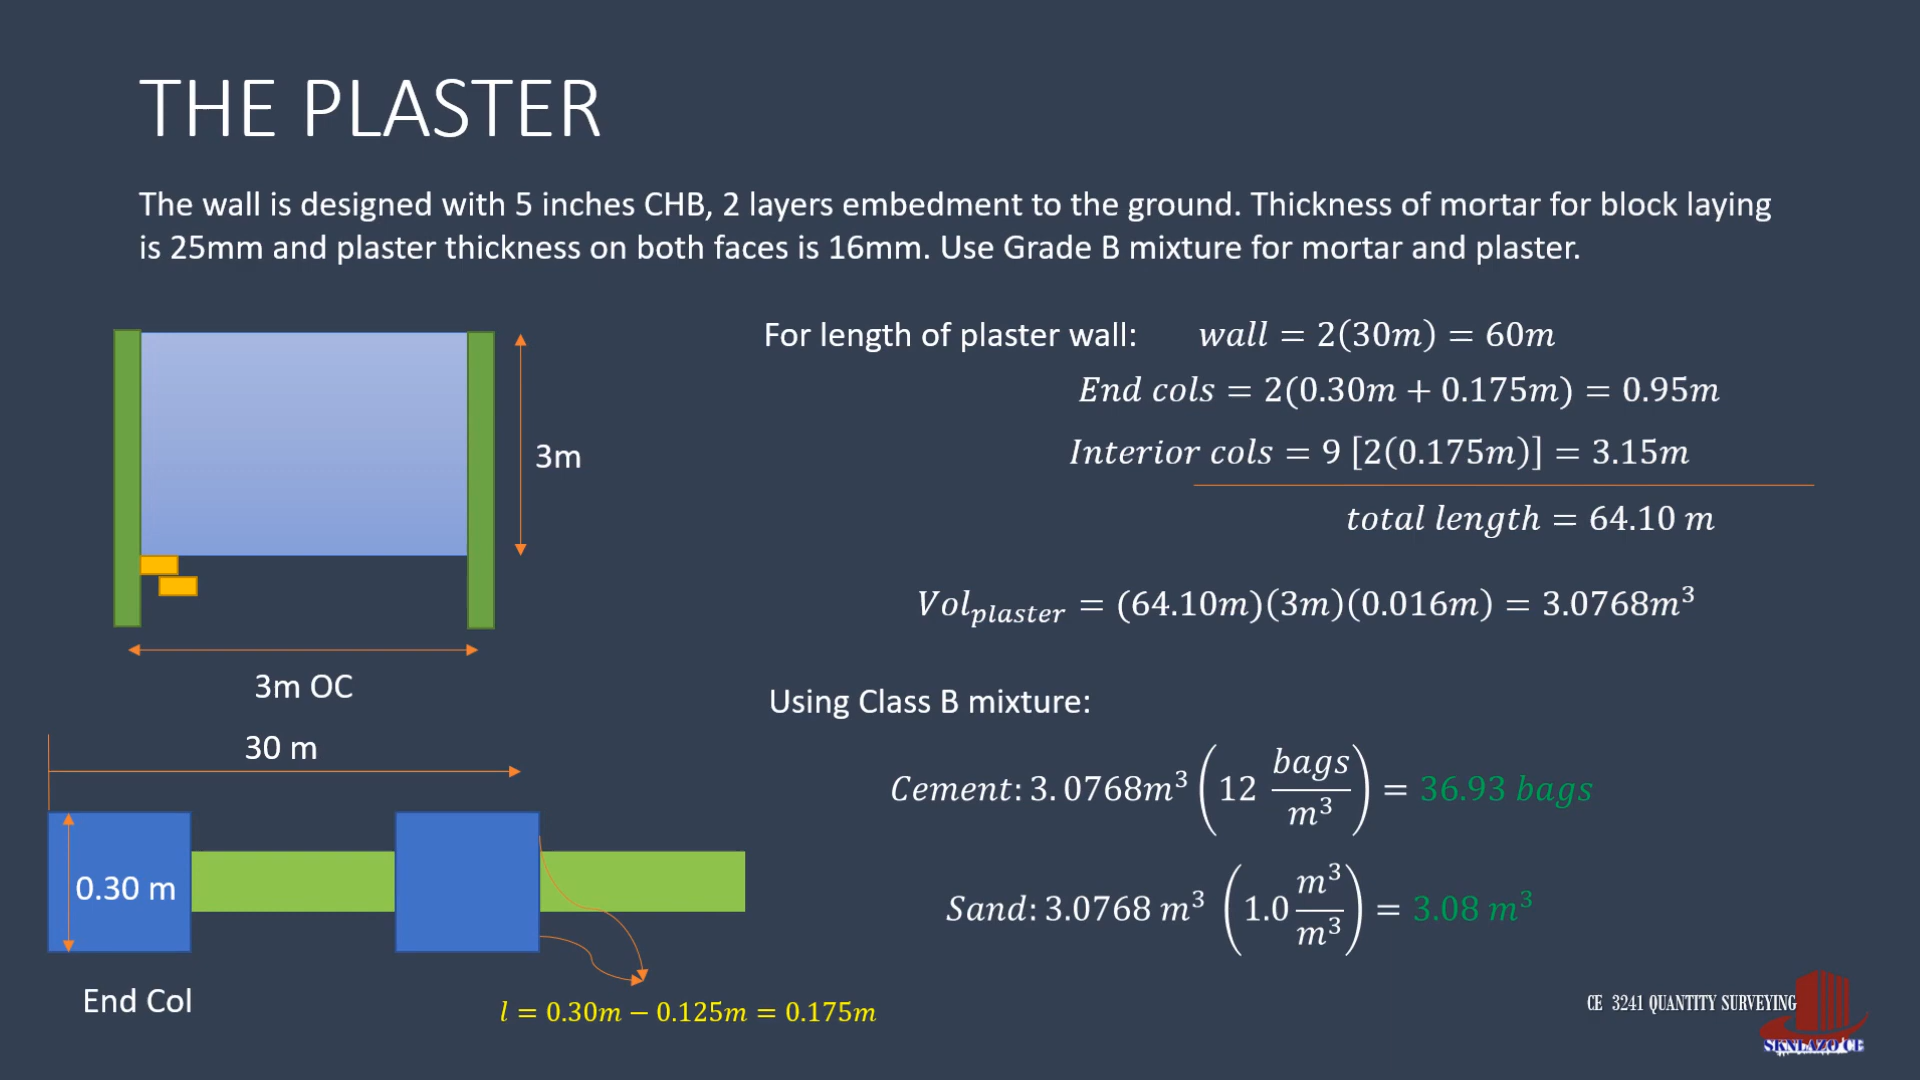 THE PLASTER
The wall is designed with 5 inches CHB, 2 layers embedment to the ground. Thickness of mortar for block laying
is 25mm and plaster thickness on both faces is 16mm. Use Grade B mixture for mortar and plaster.
For length of plaster wall: wall = 2(30m) = 60m
End cols = 2(0.30m + 0.175m) = 0.95m
Interior cols = 9 [2(0.175m)] = 3.15m
total length = 64.10 m
3m
3m OC
Vol_plaster = (64.10m)(3m)(0.016m) = 3.0768m³
Using Class B mixture:
Cement: 3.0768m³ (12 bags/m³) = 36.93 bags
Sand: 3.0768 m³ (1.0 m³/m³) = 3.08 m³
30 m
0.30 m
End Col
l = 0.30m − 0.125m = 0.175m
CE 3241 QUANTITY SURVEYING